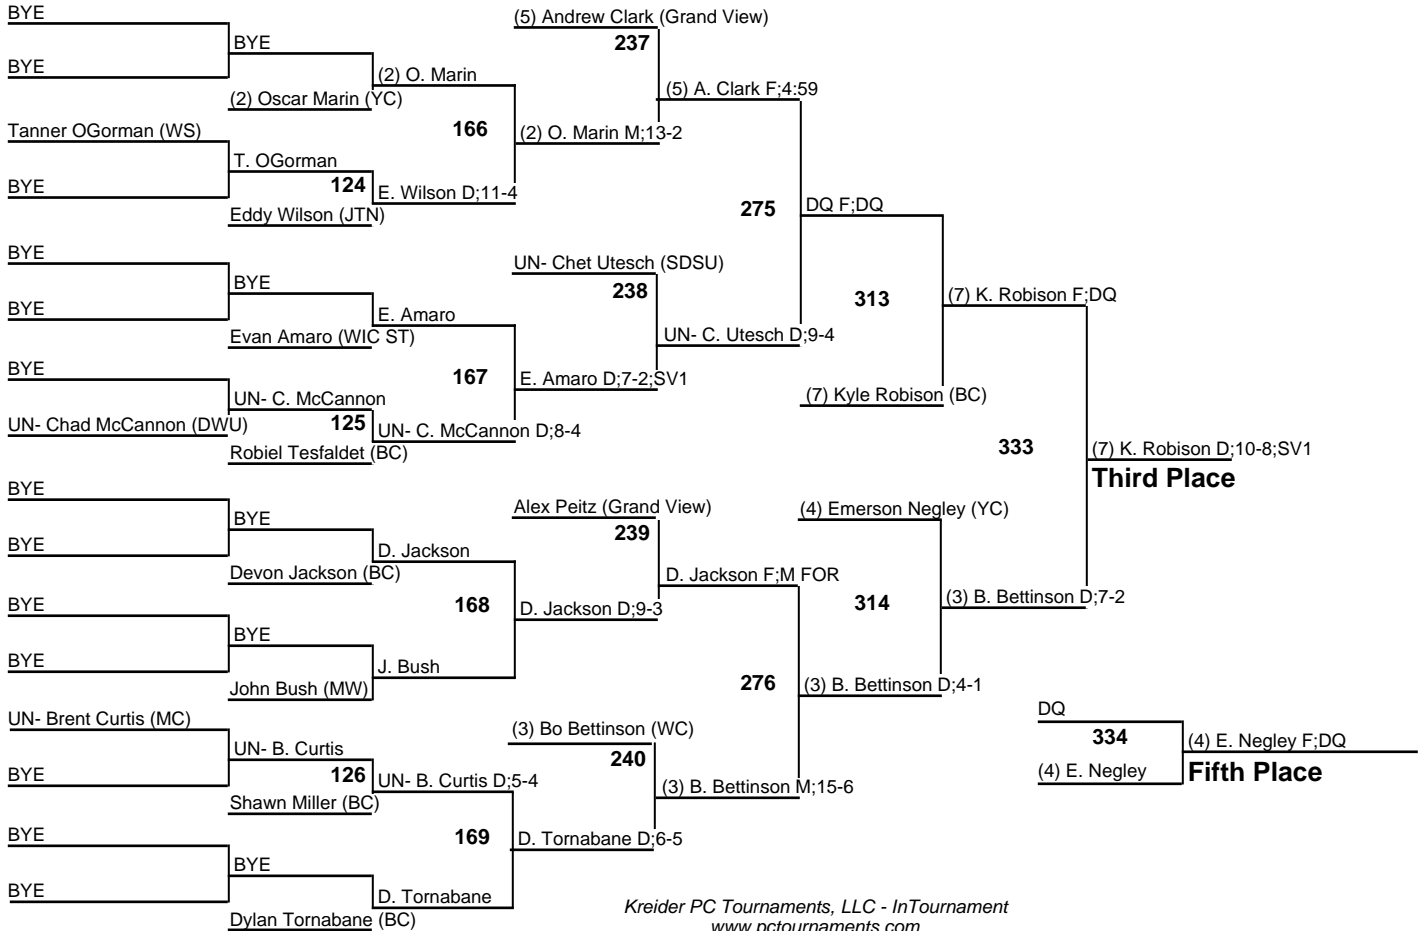 BYE
(5) Andrew Clark (Grand View)
BYE
237
BYE
(2) O. Marin
(5) A. Clark F;4:59
(2) Oscar Marin (YC)
Tanner OGorman (WS)
166
(2) O. Marin M;13-2
T. OGorman
BYE
124
E. Wilson D;11-4
Eddy Wilson (JTN)
275
DQ F;DQ
BYE
UN- Chet Utesch (SDSU)
BYE
238
313
(7) K. Robison F;DQ
BYE
E. Amaro
Evan Amaro (WIC ST)
UN- C. Utesch D;9-4
BYE
167
E. Amaro D;7-2;SV1
UN- C. McCannon
(7) Kyle Robison (BC)
UN- Chad McCannon (DWU)
125
UN- C. McCannon D;8-4
Robiel Tesfaldet (BC)
333
(7) K. Robison D;10-8;SV1
Third Place
BYE
Alex Peitz (Grand View)
(4) Emerson Negley (YC)
BYE
239
BYE
D. Jackson
Devon Jackson (BC)
D. Jackson F;M FOR
BYE
168
D. Jackson D;9-3
314
(3) B. Bettinson D;7-2
BYE
BYE
J. Bush
John Bush (MW)
276
(3) B. Bettinson D;4-1
UN- Brent Curtis (MC)
(3) Bo Bettinson (WC)
DQ
UN- B. Curtis
240
334
(4) E. Negley F;DQ
BYE
126
UN- B. Curtis D;5-4
(3) B. Bettinson M;15-6
(4) E. Negley
Fifth Place
Shawn Miller (BC)
BYE
169
D. Tornabane D;6-5
BYE
BYE
D. Tornabane
Dylan Tornabane (BC)
Kreider PC Tournaments, LLC - InTournament
www.pctournaments.com